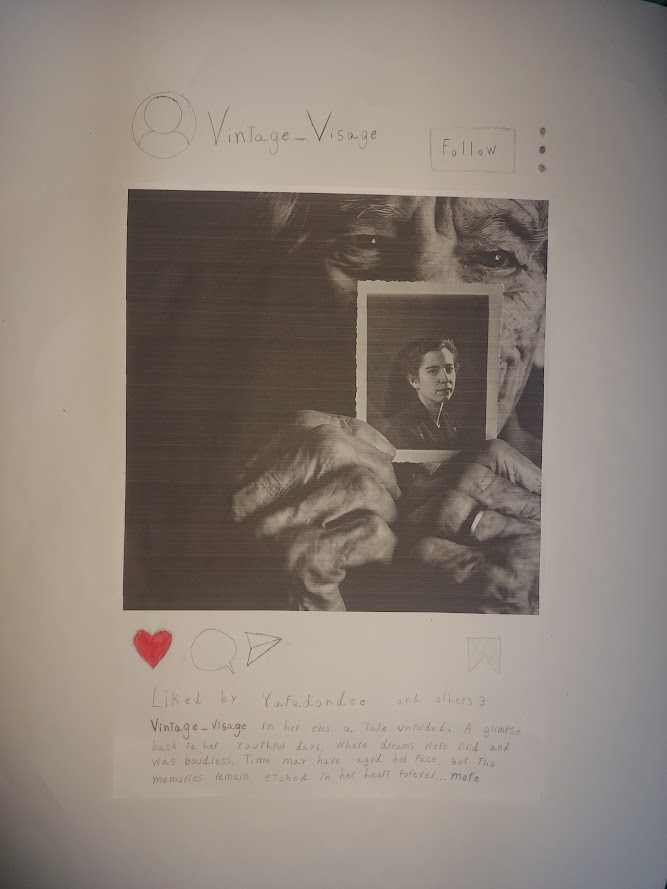 Vintage_Visage
Follow
Liked by Yafadondee and others 3
Vintage_Visage In her eyes a Tale unfolded. A glimpse
back to her youthful days, where dreams were vivid and
was boudless. Time may have aged her face, but The
memories remain etched in her heart forever... more